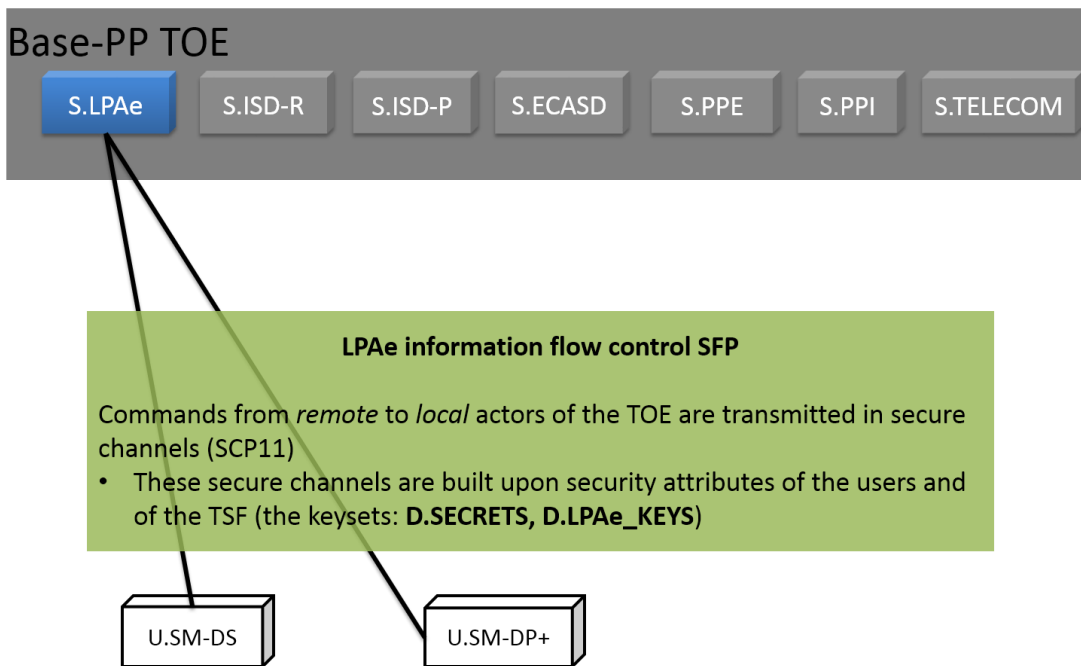 Base-PP TOE
S.LPAe
S.ISD-R
S.ISD-P
S.ECASD
S.PPE
S.PPI
S.TELECOM
LPAe information flow control SFP
Commands from remote to local actors of the TOE are transmitted in secure
channels (SCP11)
• These secure channels are built upon security attributes of the users and
of the TSF (the keysets: D.SECRETS, D.LPAe_KEYS)
U.SM-DS
U.SM-DP+